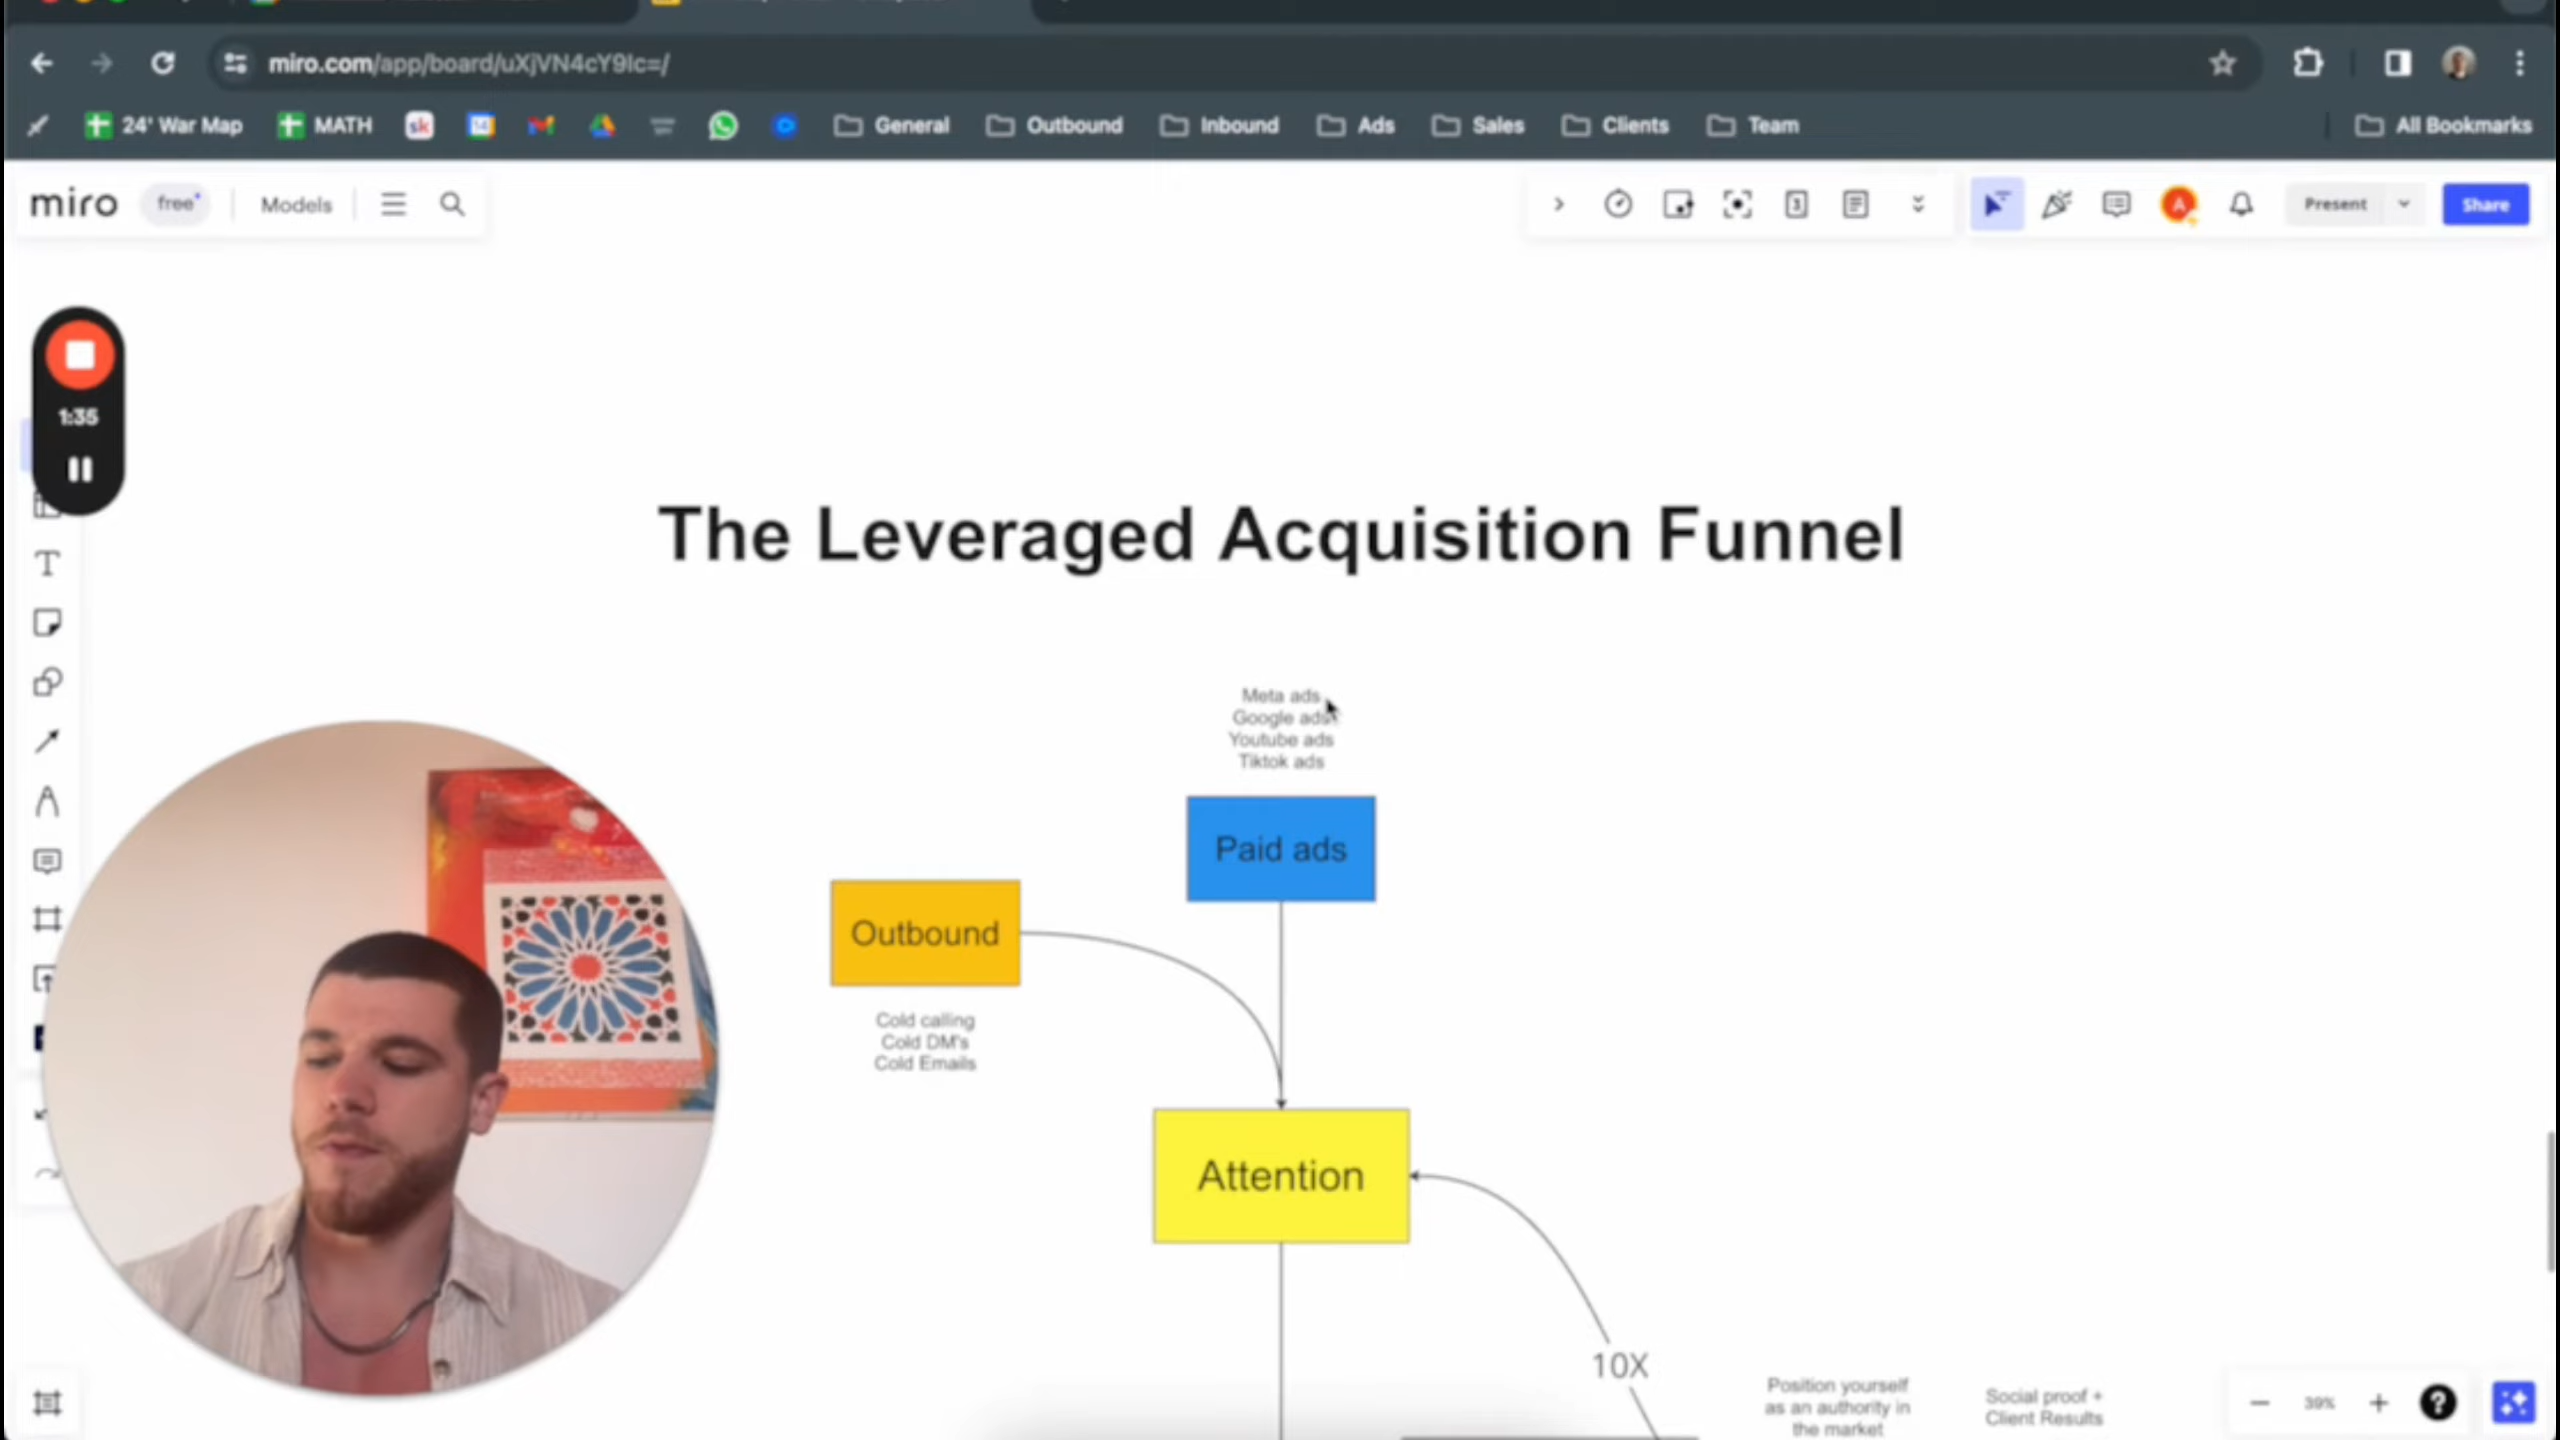 miro.com/app/board/uXjVN4cY9lc=/
24' War Map
MATH
sk
General
Outbound
Inbound
Ads
Sales
Clients
Team
All Bookmarks
miro
free
Models
A
Present
Share
1:35
The Leveraged Acquisition Funnel
Meta ads
Google ads
Youtube ads
Tiktok ads
Paid ads
Outbound
Cold calling
Cold DM's
Cold Emails
Attention
10X
Position yourself
as an authority in
the market
Social proof +
Client Results
39%